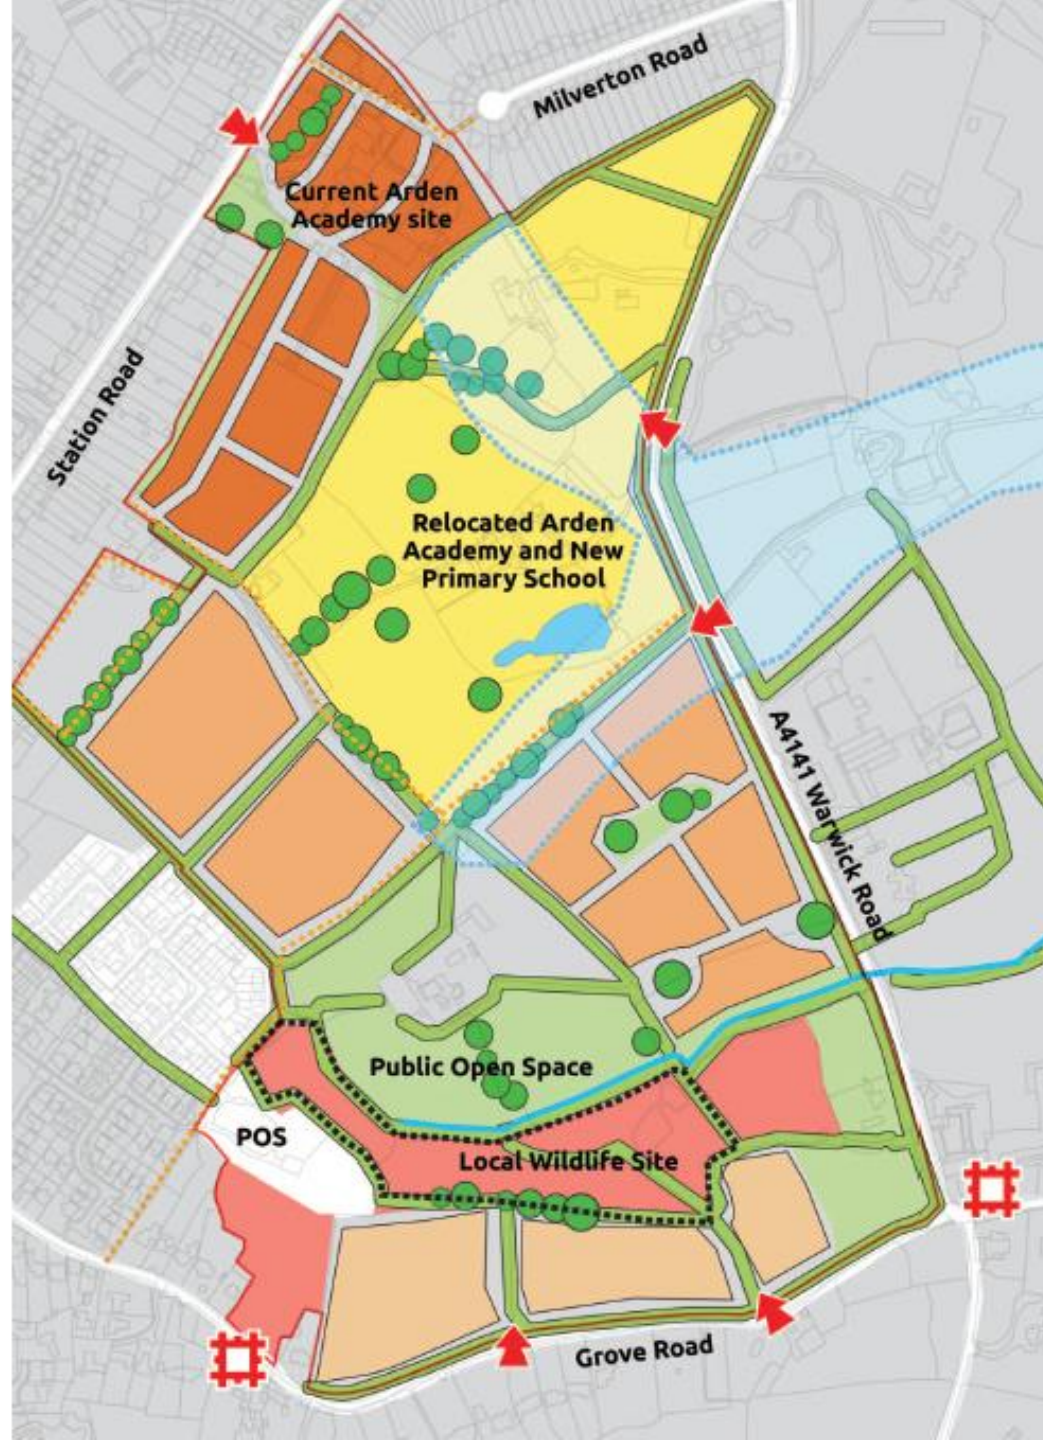 Milverton Road
Current Arden
Academy site
Station Road
Relocated Arden
Academy and New
Primary School
A4141 Warwick Road
Public Open Space
POS
Local Wildlife Site
Grove Road